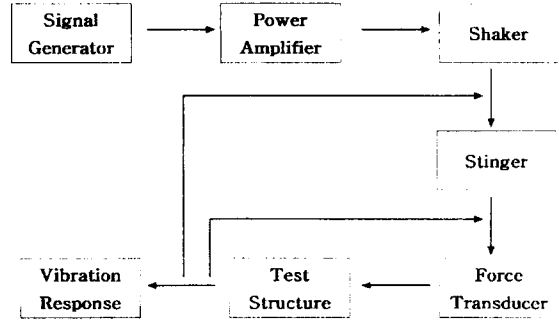 Signal
Generator
Power
Amplifier
Shaker
Stinger
Vibration
Response
Test
Structure
Force
Transducer